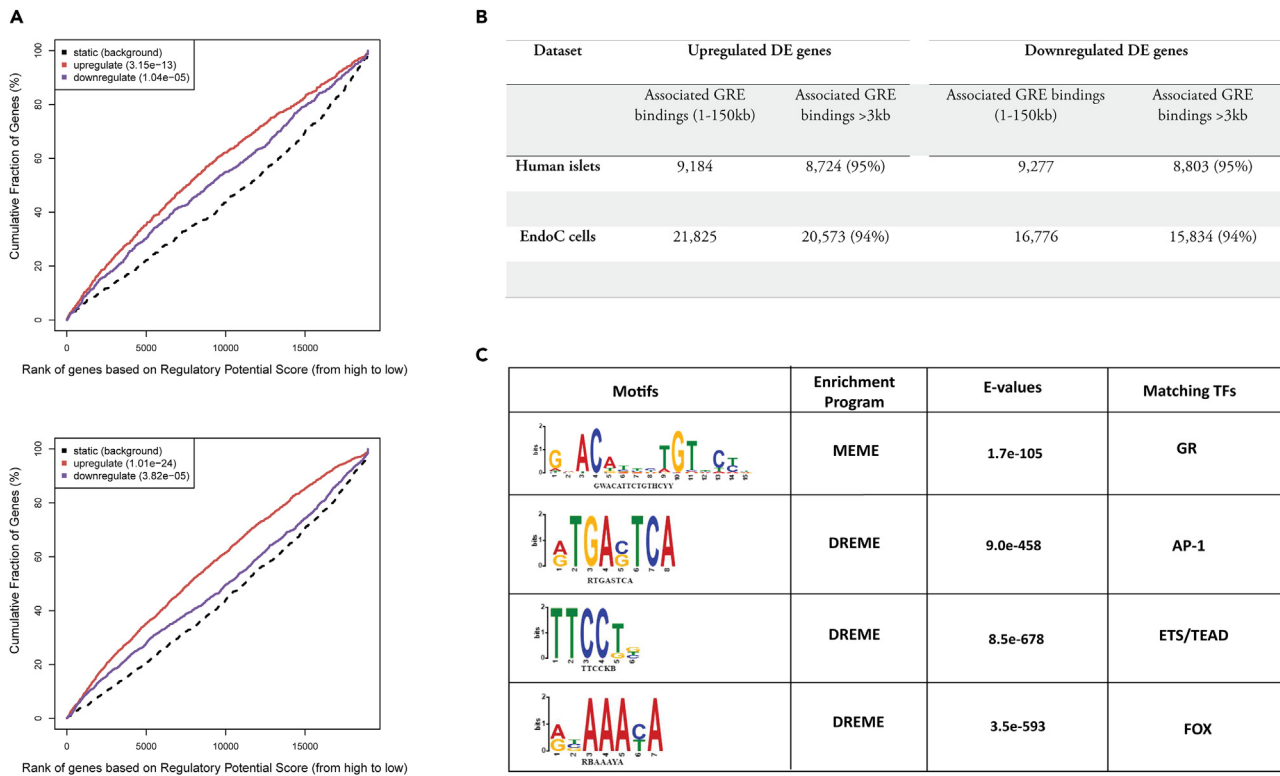 A
static (background)
upregulate (3.15e−13)
downregulate (1.04e−05)
Cumulative Fraction of Genes (%)
100
80
60
40
20
0
0 5000 10000 15000
Rank of genes based on Regulatory Potential Score (from high to low)
static (background)
upregulate (1.01e−24)
downregulate (3.82e−05)
Cumulative Fraction of Genes (%)
100
80
60
40
20
0
0 5000 10000 15000
Rank of genes based on Regulatory Potential Score (from high to low)
B
Dataset Upregulated DE genes Downregulated DE genes
Associated GRE Associated GRE Associated GRE bindings Associated GRE
bindings (1-150kb) bindings >3kb (1-150kb) bindings >3kb
Human islets 9,184 8,724 (95%) 9,277 8,803 (95%)
EndoC cells 21,825 20,573 (94%) 16,776 15,834 (94%)
C
Motifs Enrichment Program E-values Matching TFs
GWACATTCTGTHCYY MEME 1.7e-105 GR
RTGASTCA DREME 9.0e-458 AP-1
TTCCKB DREME 8.5e-678 ETS/TEAD
RBAAAYA DREME 3.5e-593 FOX